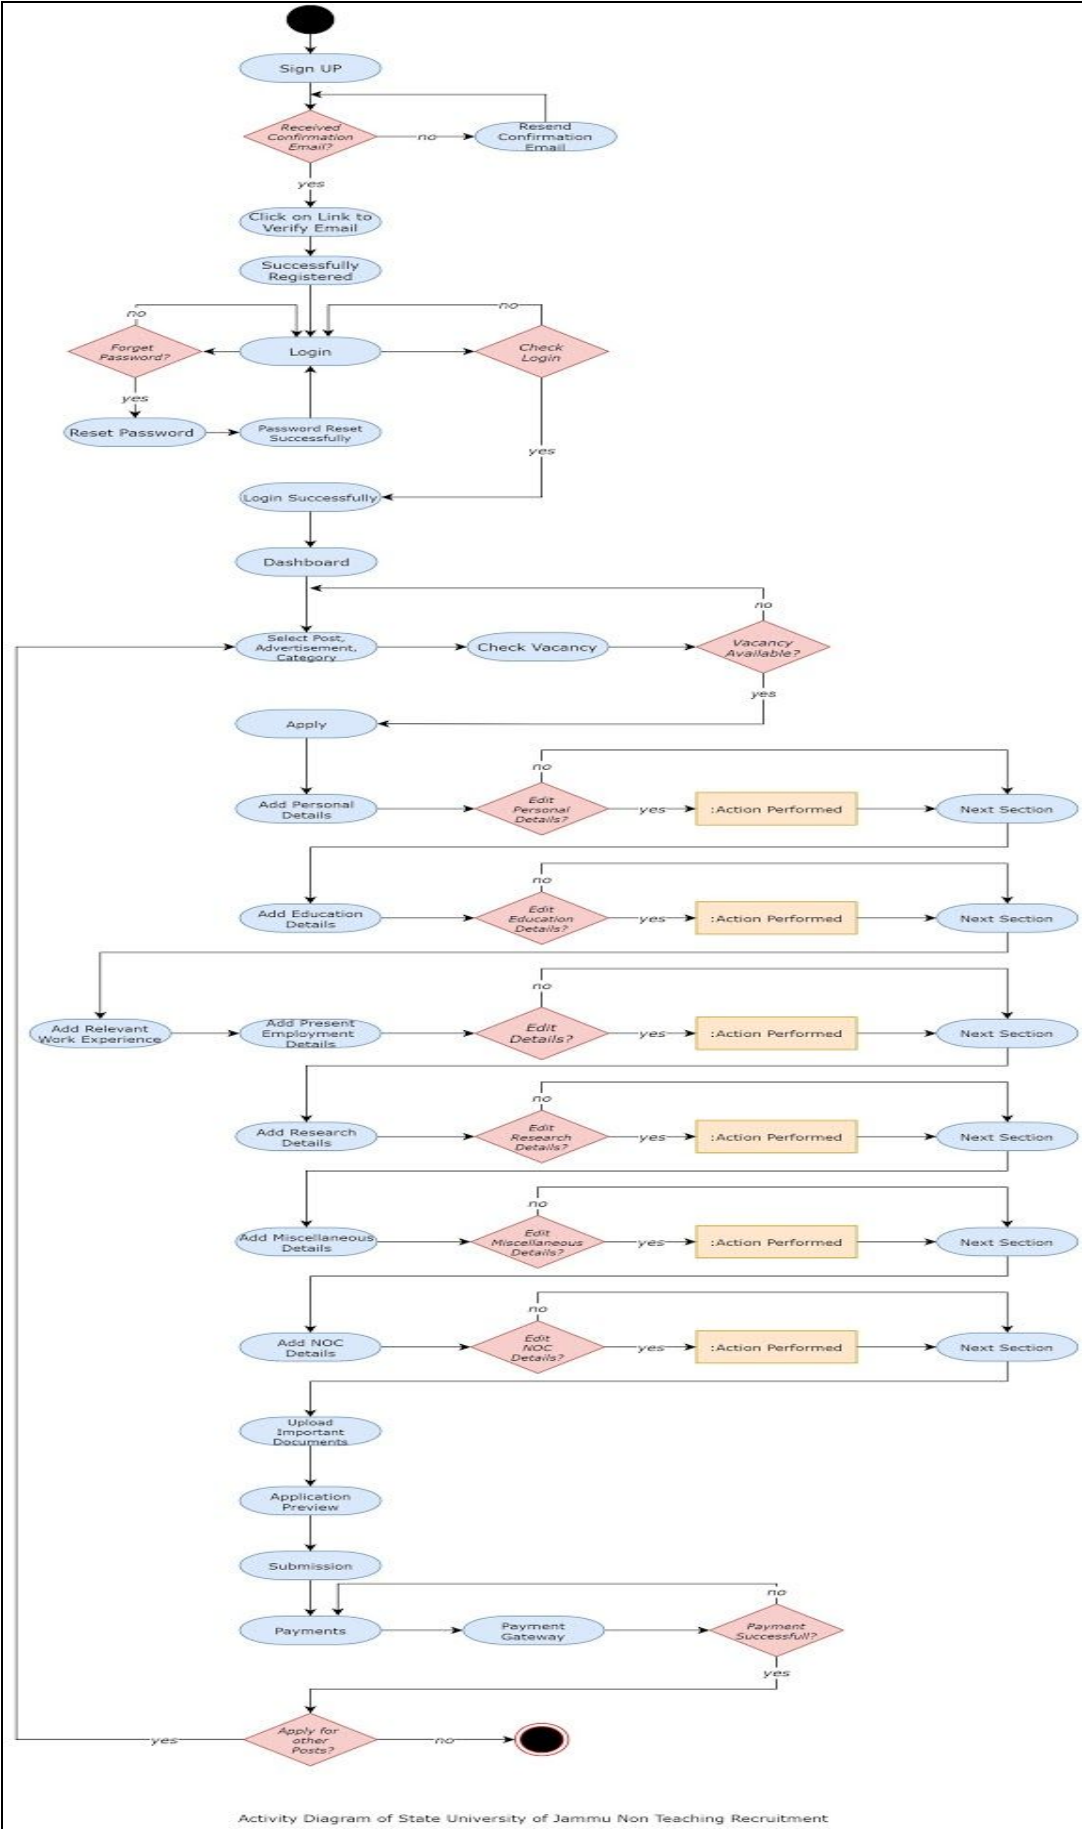 Sign UP
Received
Confirmation
Email?
no
Resend
Confirmation
Email
yes
Click on Link to
Verify Email
Successfully
Registered
no
no
Forget
Password?
Login
Check
Login
yes
Reset Password
Password Reset
Successfully
yes
Login Successfully
Dashboard
no
Select Post,
Advertisement,
Category
Check Vacancy
Vacancy
Available?
yes
Apply
no
Add Personal
Details
Edit
Personal
Details?
yes
:Action Performed
Next Section
no
Add Education
Details
Edit
Education
Details?
yes
:Action Performed
Next Section
no
Add Relevant
Work Experience
Add Present
Employment
Details
Edit
Details?
yes
:Action Performed
Next Section
no
Add Research
Details
Edit
Research
Details?
yes
:Action Performed
Next Section
no
Add Miscellaneous
Details
Edit
Miscellaneous
Details?
yes
:Action Performed
Next Section
no
Add NOC
Details
Edit
NOC
Details?
yes
:Action Performed
Next Section
Upload
Important
Documents
Application
Preview
Submission
no
Payments
Payment
Gateway
Payment
Successfull?
yes
yes
Apply for
other
Posts?
no
Activity Diagram of State University of Jammu Non Teaching Recruitment